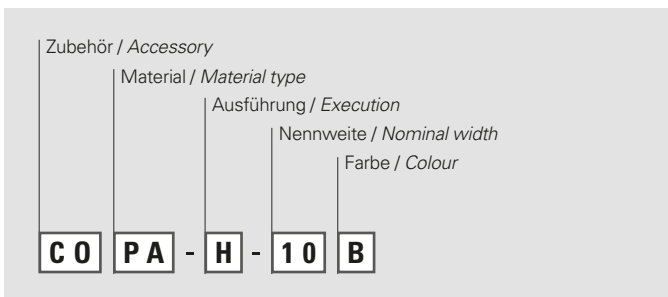 Zubehör / Accessory
Material / Material type
Ausführung / Execution
Nennweite / Nominal width
Farbe / Colour
CO PA - H - 10 B